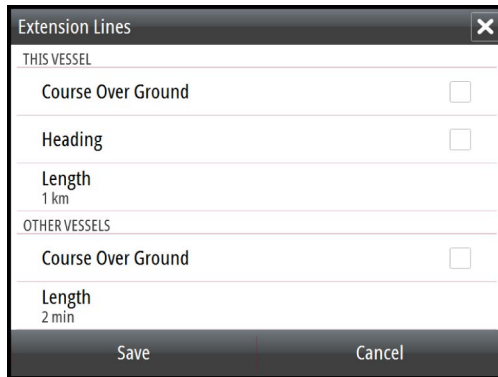 Extension Lines
THIS VESSEL
Course Over Ground
Heading
Length
1 km
OTHER VESSELS
Course Over Ground
Length
2 min
Save Cancel